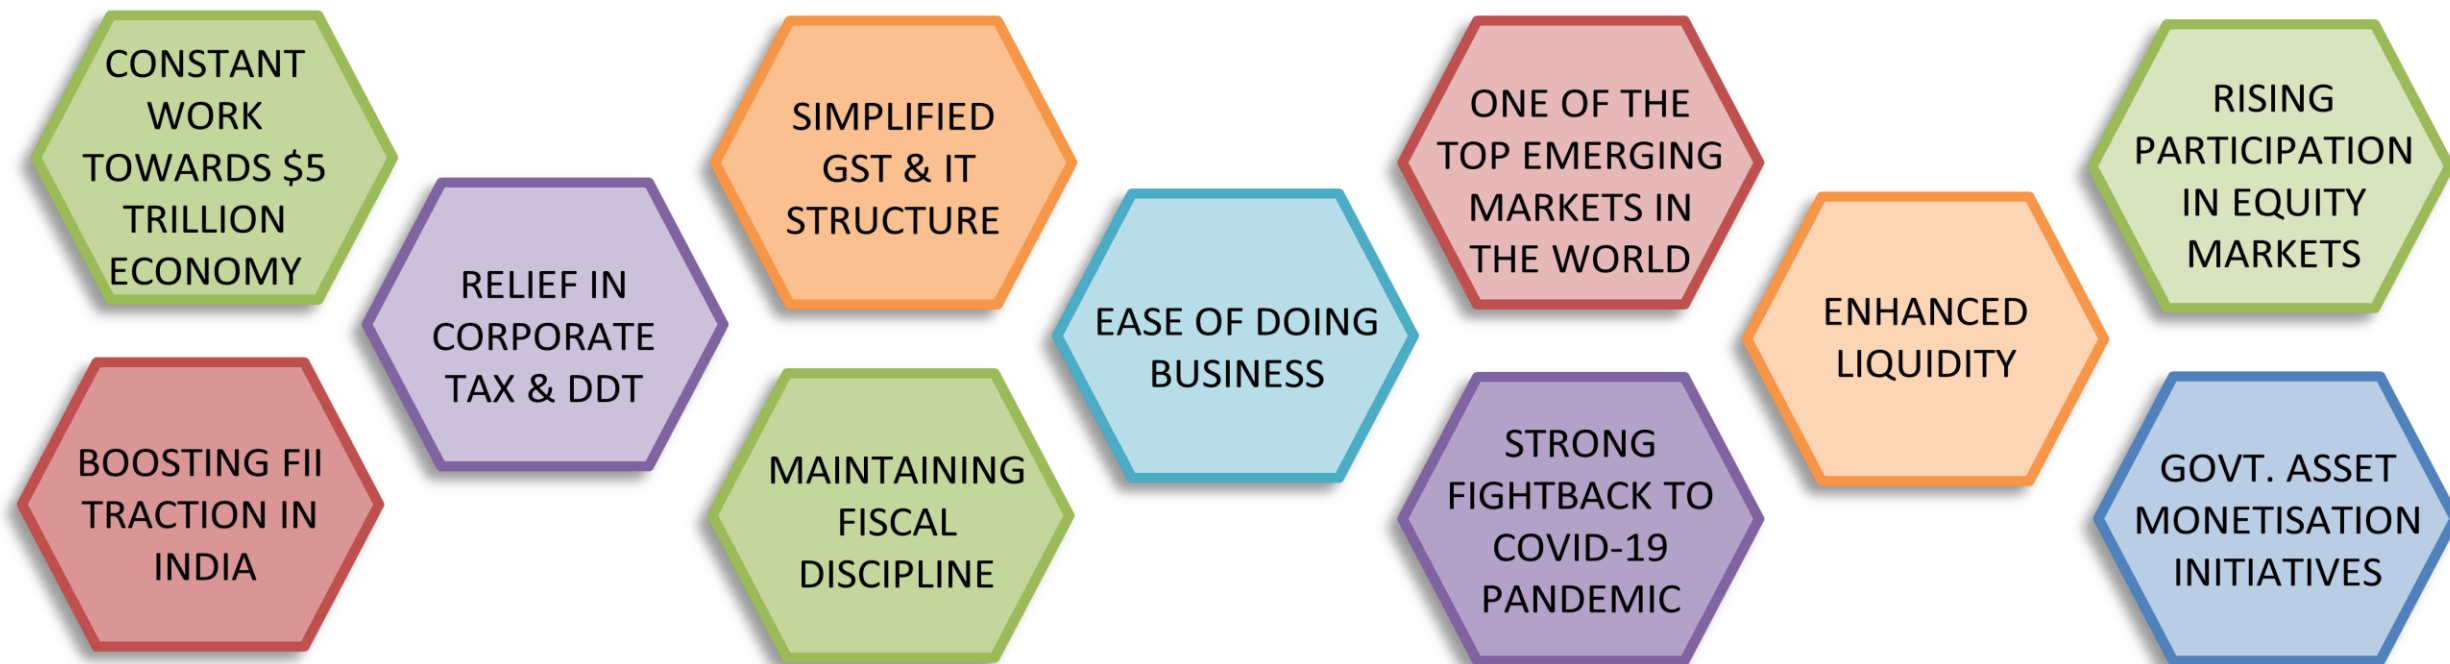 CONSTANT
WORK
TOWARDS $5
TRILLION
ECONOMY
BOOSTING FII
TRACTION IN
INDIA
RELIEF IN
CORPORATE
TAX & DDT
SIMPLIFIED
GST & IT
STRUCTURE
MAINTAINING
FISCAL
DISCIPLINE
EASE OF DOING
BUSINESS
ONE OF THE
TOP EMERGING
MARKETS IN
THE WORLD
STRONG
FIGHTBACK TO
COVID-19
PANDEMIC
ENHANCED
LIQUIDITY
RISING
PARTICIPATION
IN EQUITY
MARKETS
GOVT. ASSET
MONETISATION
INITIATIVES